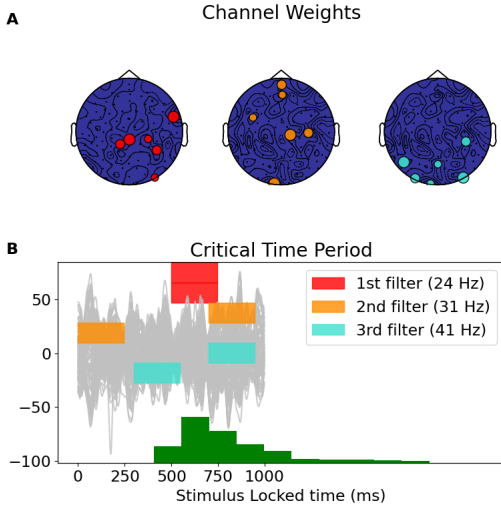 A
Channel Weights
B
Critical Time Period
1st filter (24 Hz)
2nd filter (31 Hz)
3rd filter (41 Hz)
50
0
−50
−100
0 250 500 750 1000
Stimulus Locked time (ms)